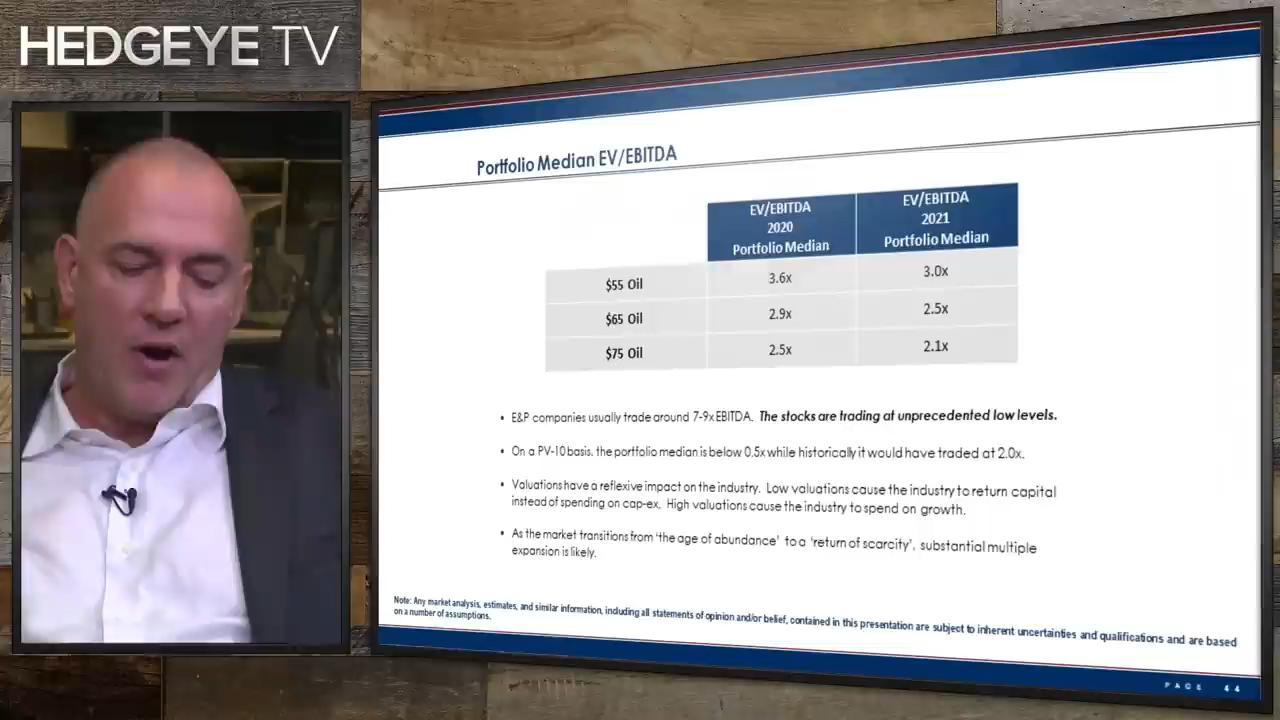 HEDGEYE TV
Portfolio Median EV/EBITDA
EV/EBITDA
2020
Portfolio Median
EV/EBITDA
2021
Portfolio Median
$55 Oil 3.6x 3.0x
$65 Oil 2.9x 2.5x
$75 Oil 2.5x 2.1x
• E&P companies usually trade around 7-9x EBITDA. The stocks are trading at unprecedented low levels.
• On a PV-10 basis, the portfolio median is below 0.5x while historically it would have traded at 2.0x.
• Valuations have a reflexive impact on the industry. Low valuations cause the industry to return capital
instead of spending on cap-ex. High valuations cause the industry to spend on growth.
• As the market transitions from 'the age of abundance' to a 'return of scarcity', substantial multiple
expansion is likely.
Note: Any market analysis, estimates, and similar information, including all statements of opinion and/or belief, contained in this presentation are subject to inherent uncertainties and qualifications and are based
on a number of assumptions.
PAGE 44